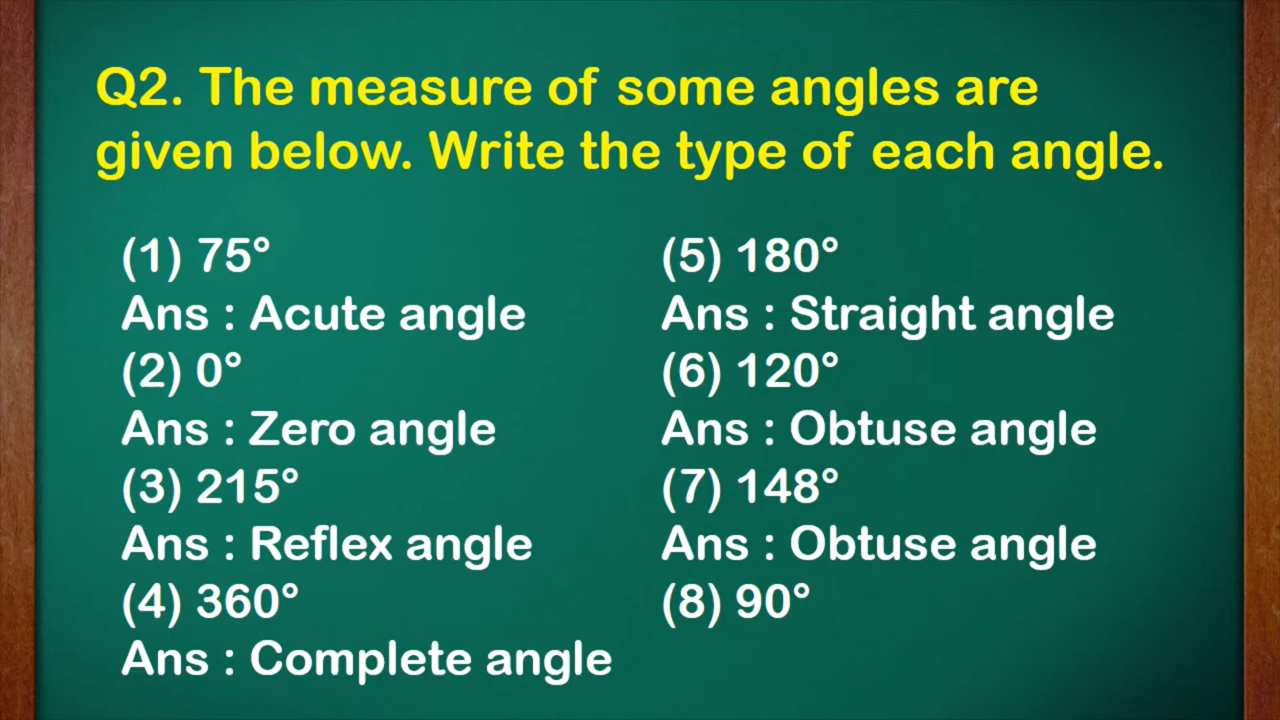 Q2. The measure of some angles are
given below. Write the type of each angle.
(1) 75°
Ans : Acute angle
(2) 0°
Ans : Zero angle
(3) 215°
Ans : Reflex angle
(4) 360°
Ans : Complete angle
(5) 180°
Ans : Straight angle
(6) 120°
Ans : Obtuse angle
(7) 148°
Ans : Obtuse angle
(8) 90°